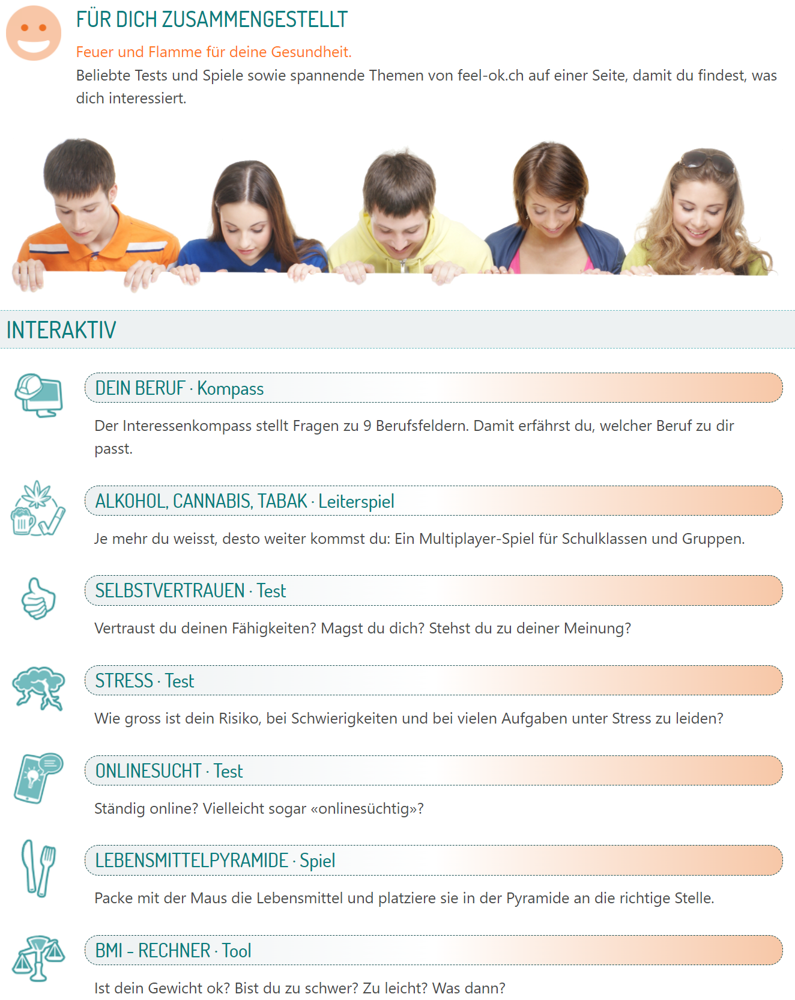 FÜR DICH ZUSAMMENGESTELLT
Feuer und Flamme für deine Gesundheit.
Beliebte Tests und Spiele sowie spannende Themen von feel-ok.ch auf einer Seite, damit du findest, was
dich interessiert.
INTERAKTIV
DEIN BERUF · Kompass
Der Interessenkompass stellt Fragen zu 9 Berufsfeldern. Damit erfährst du, welcher Beruf zu dir
passt.
ALKOHOL, CANNABIS, TABAK · Leiterspiel
Je mehr du weisst, desto weiter kommst du: Ein Multiplayer-Spiel für Schulklassen und Gruppen.
SELBSTVERTRAUEN · Test
Vertraust du deinen Fähigkeiten? Magst du dich? Stehst du zu deiner Meinung?
STRESS · Test
Wie gross ist dein Risiko, bei Schwierigkeiten und bei vielen Aufgaben unter Stress zu leiden?
ONLINESUCHT · Test
Ständig online? Vielleicht sogar «onlinesüchtig»?
LEBENSMITTELPYRAMIDE · Spiel
Packe mit der Maus die Lebensmittel und platziere sie in der Pyramide an die richtige Stelle.
BMI - RECHNER · Tool
Ist dein Gewicht ok? Bist du zu schwer? Zu leicht? Was dann?